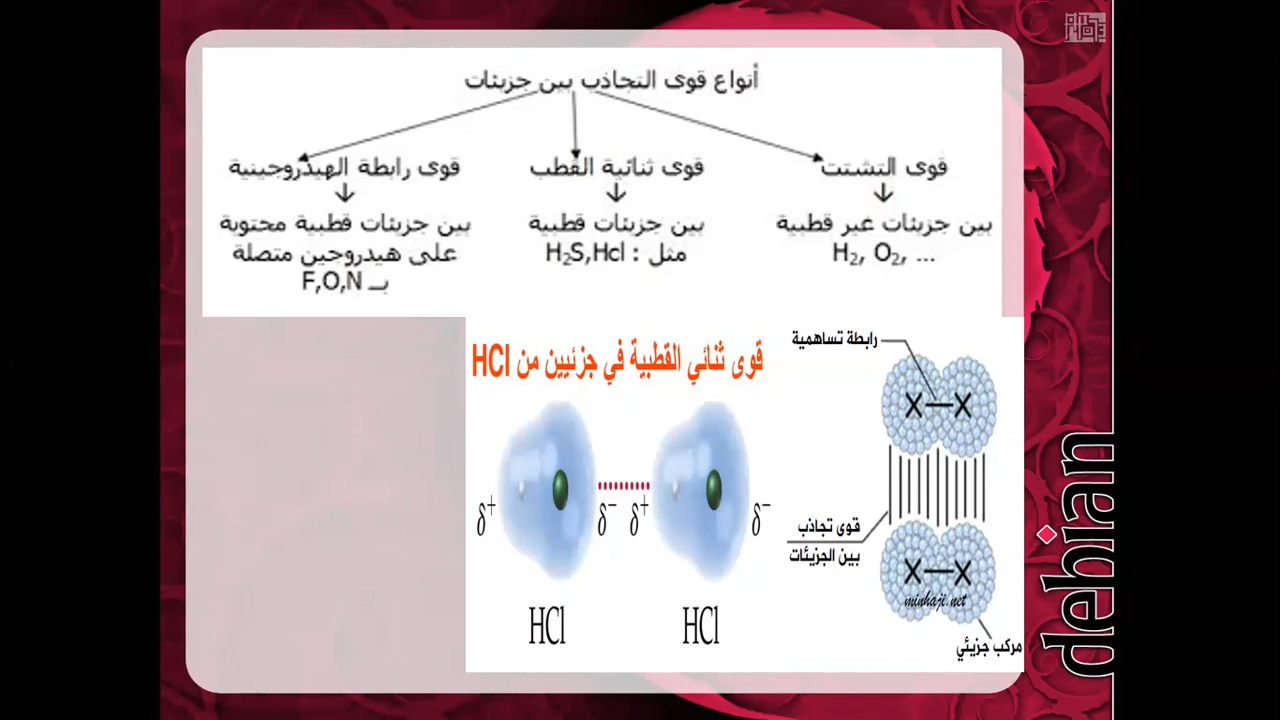 أنواع قوى التجاذب بين جزيئات
قوى التشتت
↓
بين جزيئات غير قطبية
H₂, O₂, ...
قوى ثنائية القطب
↓
بين جزيئات قطبية
مثل : H₂S,Hcl
قوى رابطة الهيدروجينية
↓
بين جزيئات قطبية محتوية
على هيدروجين متصلة
بـ F,O,N
قوى ثنائي القطبية في جزئيين من HCl
δ⁺ δ⁻ δ⁺ δ⁻
HCl HCl
رابطة تساهمية
X—X
قوى تجاذب
بين الجزيئات
X—X
minhaji.net
مركب جزيئي
debian